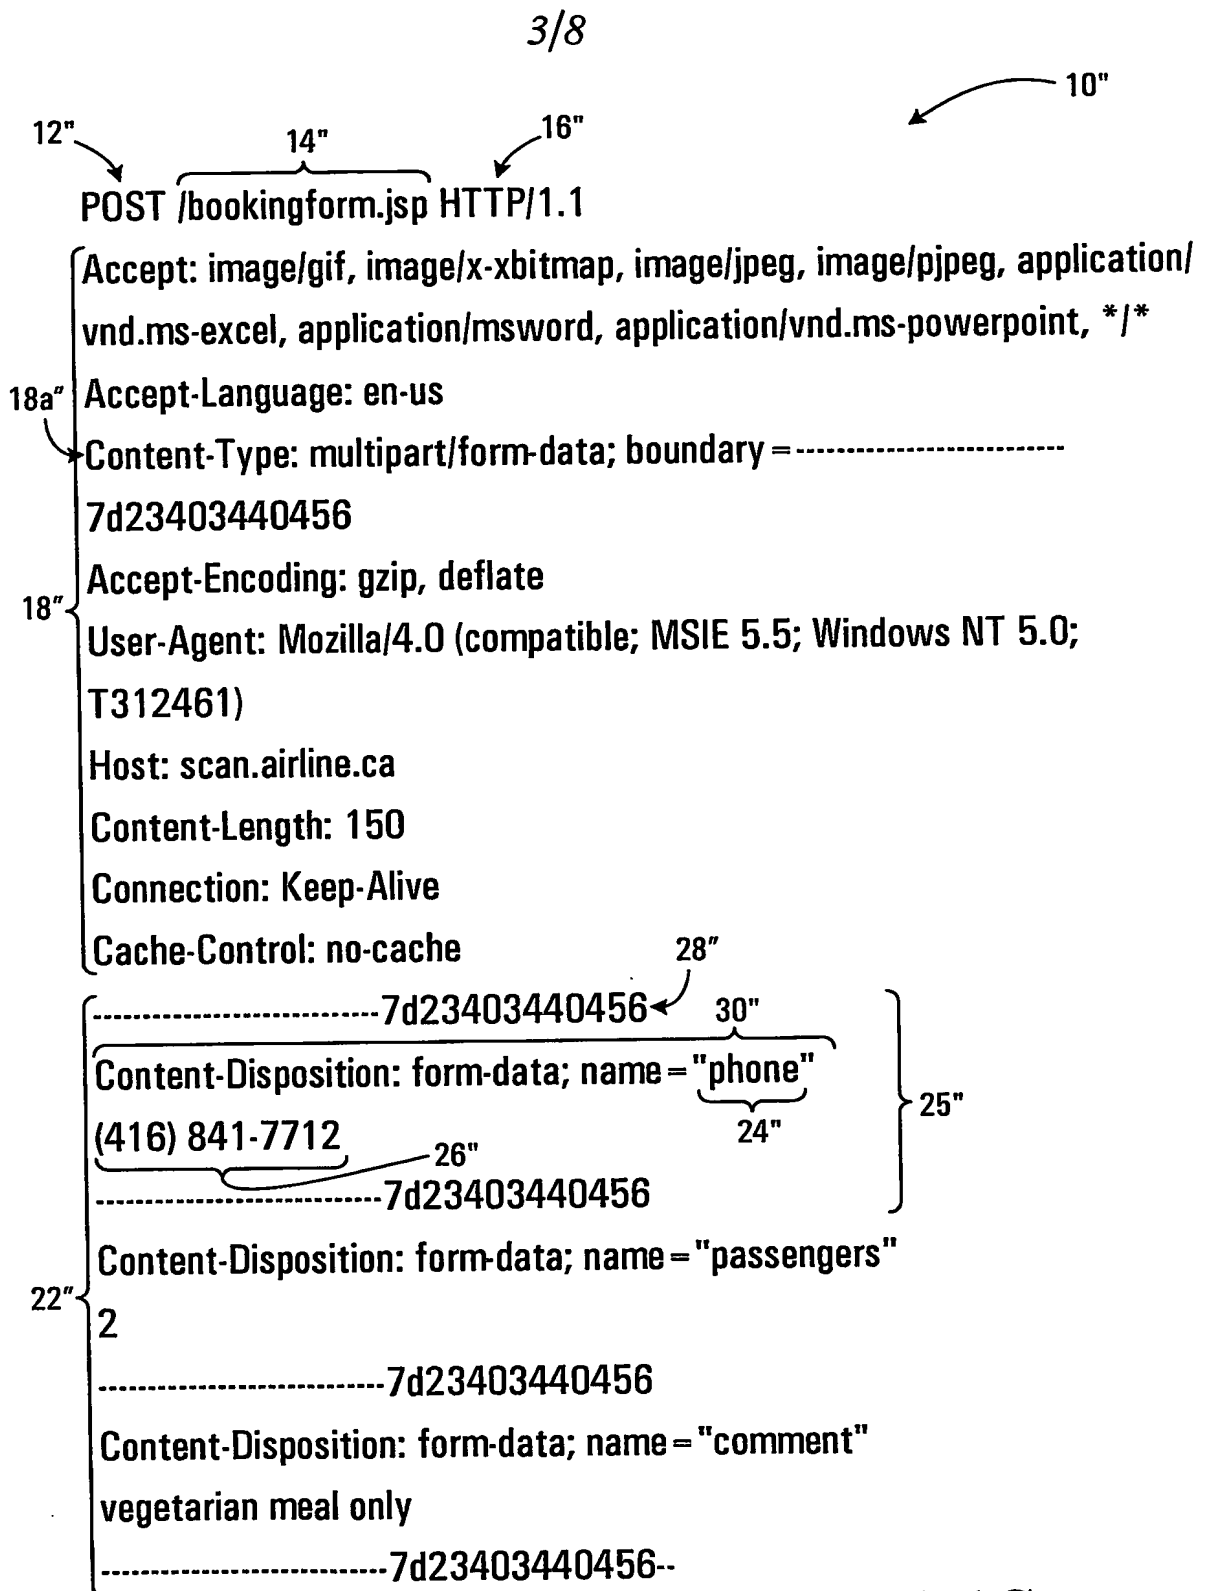 3/8
10"
12" 14" 16"
POST /bookingform.jsp HTTP/1.1
Accept: image/gif, image/x-xbitmap, image/jpeg, image/pjpeg, application/
vnd.ms-excel, application/msword, application/vnd.ms-powerpoint, */*
18a" Accept-Language: en-us
Content-Type: multipart/form-data; boundary=---------------------------
7d23403440456
Accept-Encoding: gzip, deflate
18" User-Agent: Mozilla/4.0 (compatible; MSIE 5.5; Windows NT 5.0;
T312461)
Host: scan.airline.ca
Content-Length: 150
Connection: Keep-Alive
Cache-Control: no-cache
28"
-----------------------------7d23403440456 30"
Content-Disposition: form-data; name="phone"
25"
(416) 841-7712 26" 24"
-----------------------------7d23403440456
Content-Disposition: form-data; name="passengers"
22"
2
-----------------------------7d23403440456
Content-Disposition: form-data; name="comment"
vegetarian meal only
-----------------------------7d23403440456--